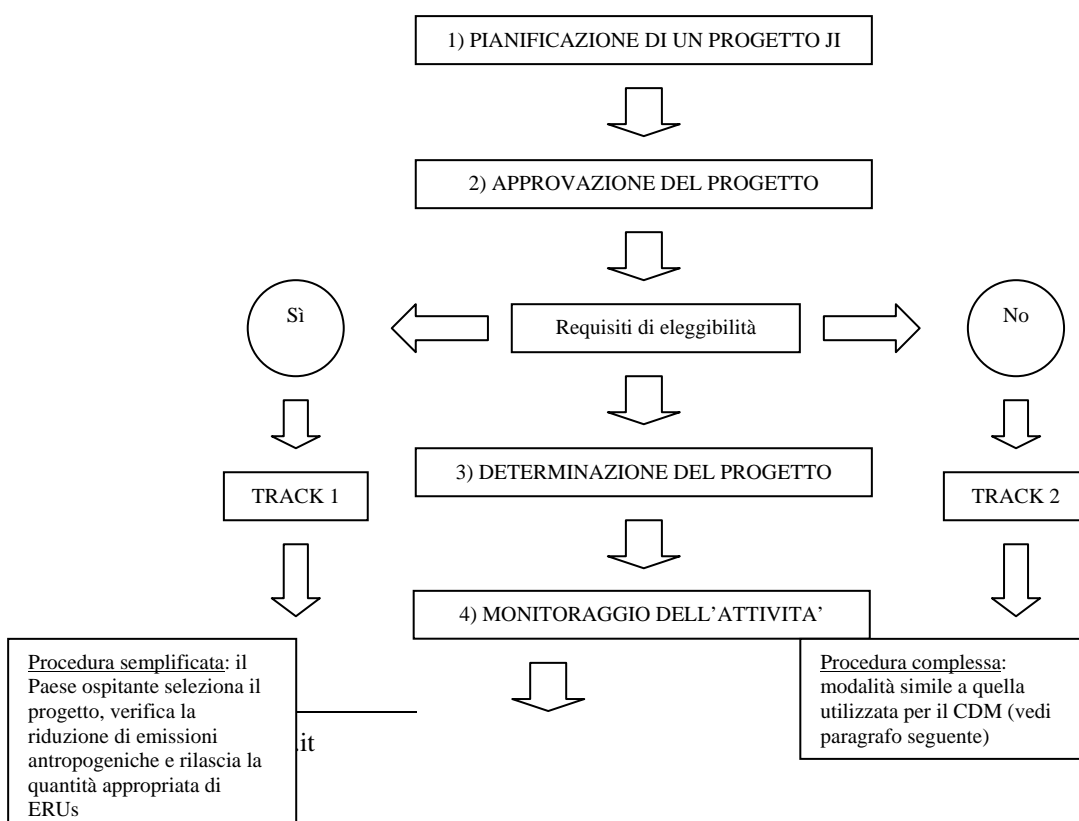 1) PIANIFICAZIONE DI UN PROGETTO JI
2) APPROVAZIONE DEL PROGETTO
Sì
Requisiti di eleggibilità
No
3) DETERMINAZIONE DEL PROGETTO
TRACK 1
TRACK 2
4) MONITORAGGIO DELL’ATTIVITA’
Procedura semplificata: il
Paese ospitante seleziona il
progetto, verifica la
riduzione di emissioni
antropogeniche e rilascia la
quantità appropriata di
ERUs
.it
Procedura complessa:
modalità simile a quella
utilizzata per il CDM (vedi
paragrafo seguente)